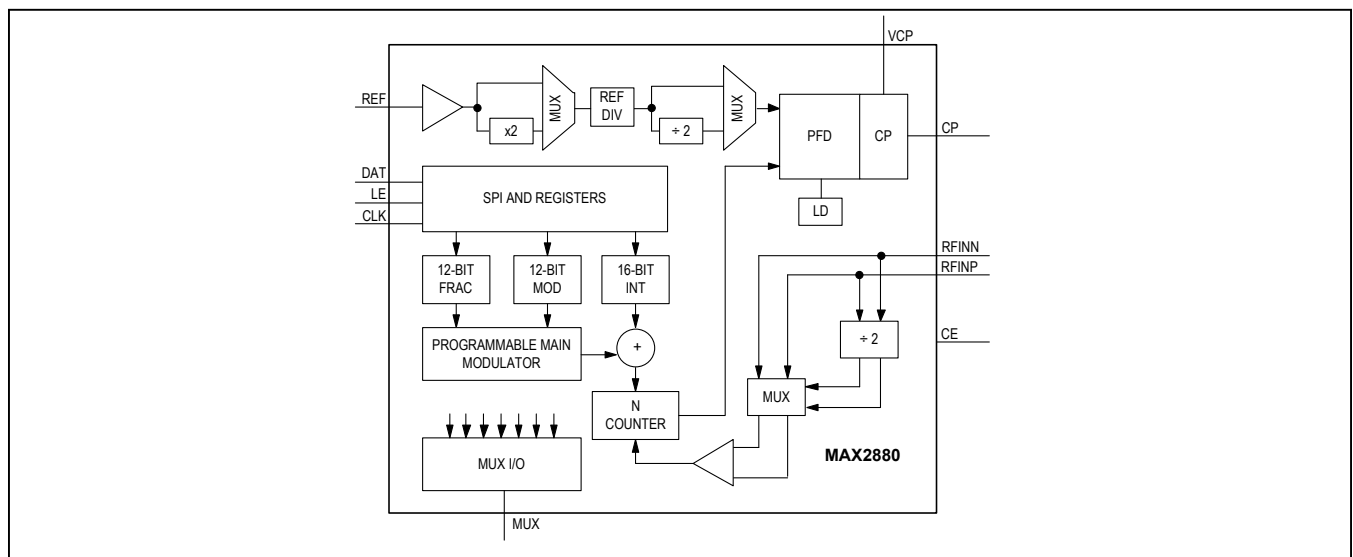 VCP
REF
x2
MUX
REF
DIV
÷ 2
MUX
PFD
CP
CP
LD
DAT
LE
CLK
SPI AND REGISTERS
12-BIT
FRAC
12-BIT
MOD
16-BIT
INT
PROGRAMMABLE MAIN
MODULATOR
+
N
COUNTER
RFINN
RFINP
÷ 2
CE
MUX
MAX2880
MUX I/O
MUX